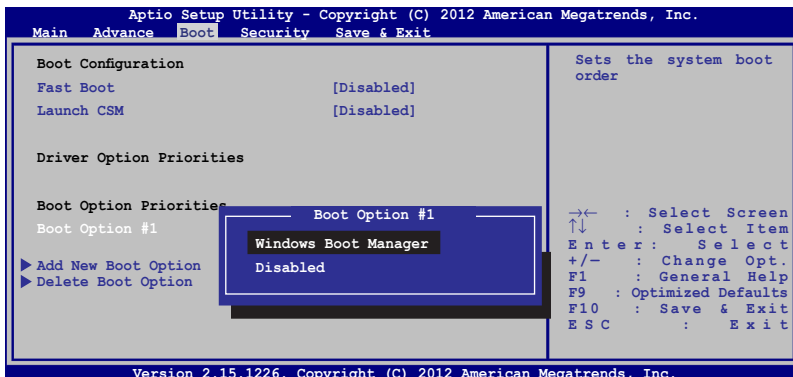 Aptio Setup Utility - Copyright (C) 2012 American Megatrends, Inc.
Main Advance Boot Security Save & Exit
Boot Configuration
Fast Boot [Disabled]
Launch CSM [Disabled]
Driver Option Priorities
Boot Option Priorities
Boot Option #1
Add New Boot Option
Delete Boot Option
Boot Option #1
Windows Boot Manager
Disabled
Sets the system boot
order
→← : Select Screen
↑↓ : Select Item
Enter: Select
+/— : Change Opt.
F1 : General Help
F9 : Optimized Defaults
F10 : Save & Exit
ESC : Exit
Version 2.15.1226. Copyright (C) 2012 American Megatrends, Inc.